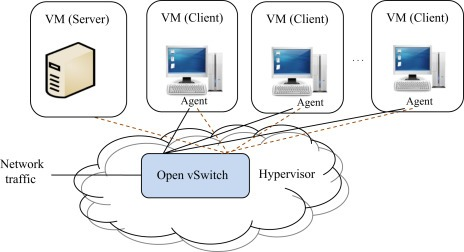 VM (Server)
VM (Client)
VM (Client)
VM (Client)
...
Agent
Agent
Agent
Network
traffic
Open vSwitch
Hypervisor